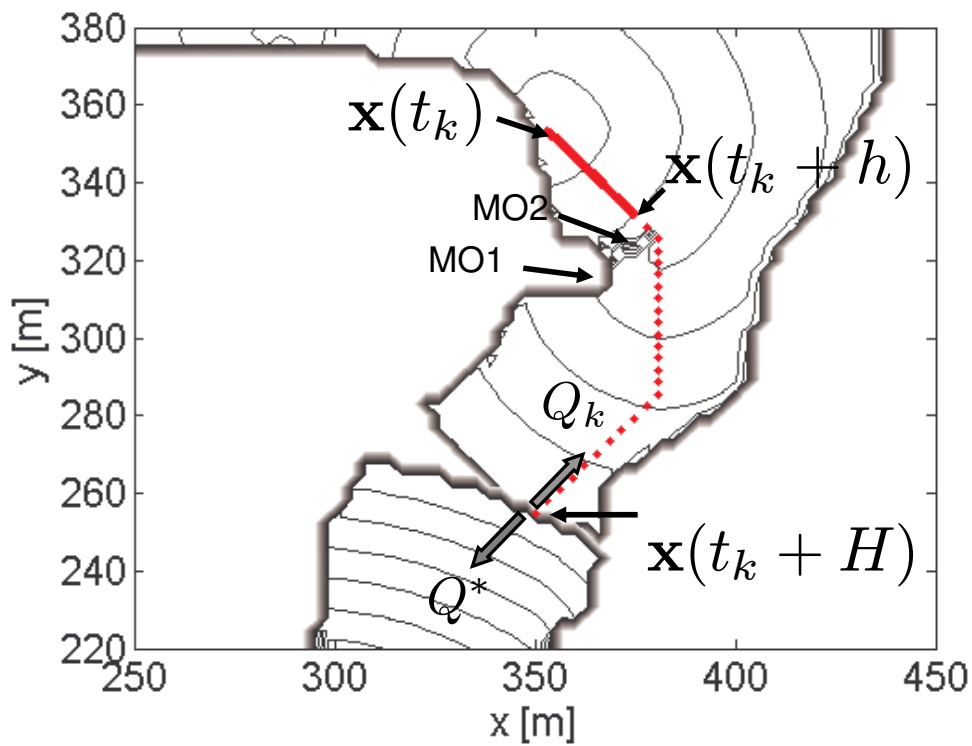 380
360
340
320
300
280
260
240
220
y [m]
𝐱(t_k)
𝐱(t_k + h)
MO2
MO1
Q_k
𝐱(t_k + H)
Q*
250 300 350 400 450
x [m]